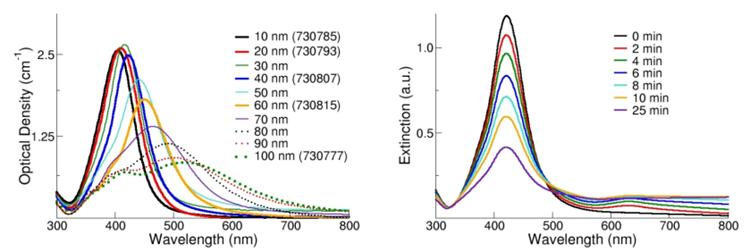 10 nm (730785)
20 nm (730793)
30 nm
40 nm (730807)
50 nm
60 nm (730815)
70 nm
80 nm
90 nm
100 nm (730777)
2.5
1.25
Optical Density (cm⁻¹)
300 400 500 600 700 800
Wavelength (nm)
0 min
2 min
4 min
6 min
8 min
10 min
25 min
1.0
0.5
Extinction (a.u.)
300 400 500 600 700 800
Wavelength (nm)